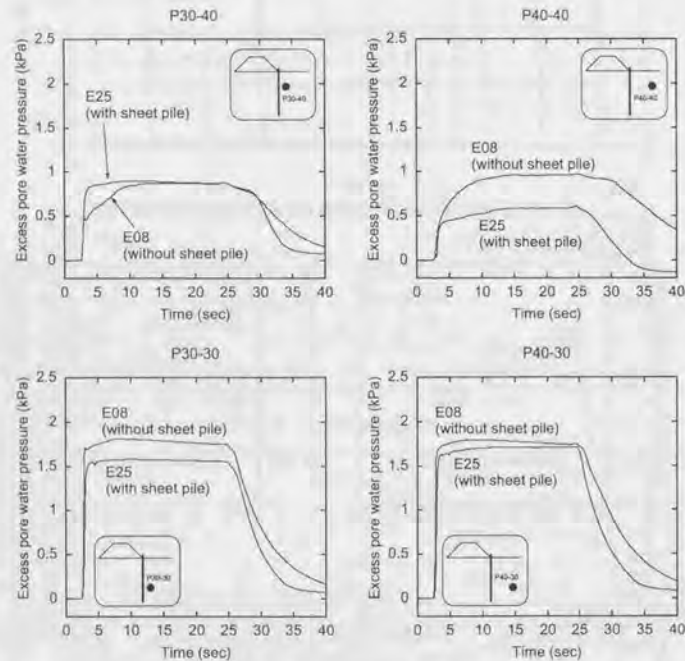 P30-40
Excess pore water pressure (kPa)
2.5
2
1.5
1
0.5
0
E25
(with sheet pile)
E08
(without sheet pile)
P30-40
0 5 10 15 20 25 30 35 40
Time (sec)
P40-40
Excess pore water pressure (kPa)
2.5
2
1.5
1
0.5
0
E08
(without sheet pile)
E25
(with sheet pile)
P40-40
0 5 10 15 20 25 30 35 40
Time (sec)
P30-30
Excess pore water pressure (kPa)
2.5
2
1.5
1
0.5
0
E08
(without sheet pile)
E25
(with sheet pile)
P30-30
0 5 10 15 20 25 30 35 40
Time (sec)
P40-30
Excess pore water pressure (kPa)
2.5
2
1.5
1
0.5
0
E08
(without sheet pile)
E25
(with sheet pile)
P40-30
0 5 10 15 20 25 30 35 40
Time (sec)